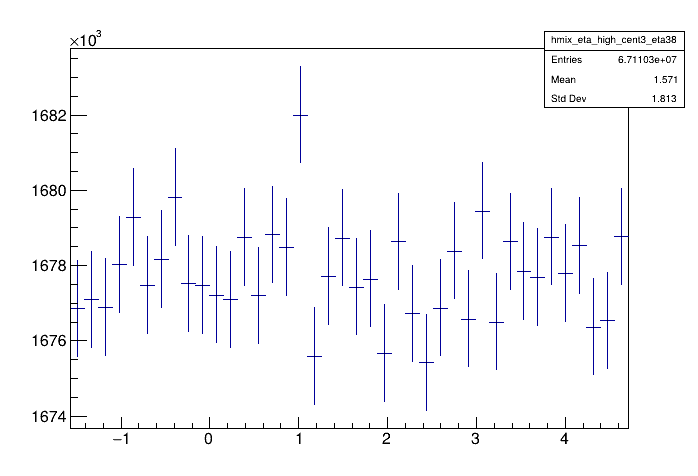 ×10³
hmix_eta_high_cent3_eta38
Entries 6.71103e+07
Mean 1.571
Std Dev 1.813
1682
1680
1678
1676
1674
−1 0 1 2 3 4